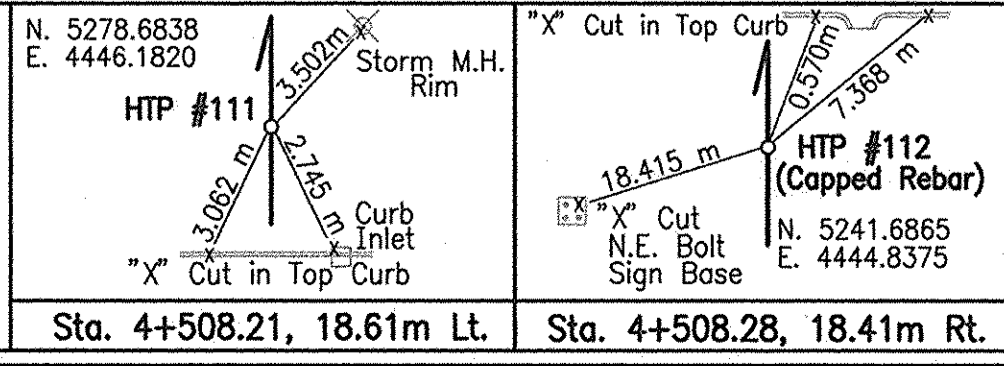 N. 5278.6838
E. 4446.1820
3.502m
Storm M.H.
Rim
HTP #111
3.062 m
2.745 m
Curb
Inlet
"X" Cut in Top Curb
Sta. 4+508.21, 18.61m Lt.
"X" Cut in Top Curb
0.570m
7.368 m
18.415 m
HTP #112
(Capped Rebar)
"X" Cut
N.E. Bolt
Sign Base
N. 5241.6865
E. 4444.8375
Sta. 4+508.28, 18.41m Rt.